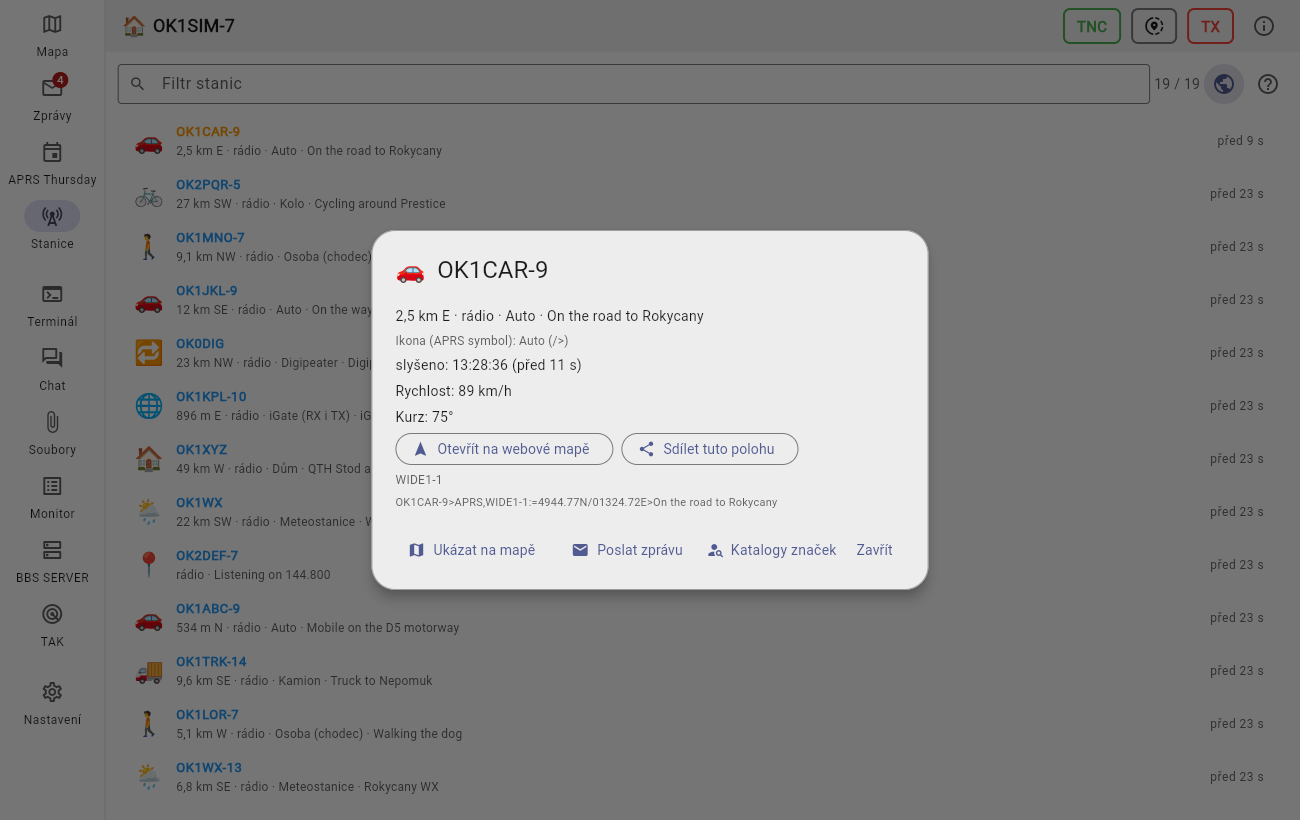 Mapa
4
Zprávy
APRS Thursday
Stanice
Terminál
Chat
Soubory
Monitor
BBS SERVER
TAK
Nastavení
OK1SIM-7
TNC
TX
Filtr stanic
19 / 19
OK1CAR-9
2,5 km E · rádio · Auto · On the road to Rokycany
před 9 s
OK2PQR-5
27 km SW · rádio · Kolo · Cycling around Prestice
před 23 s
OK1MNO-7
9,1 km NW · rádio · Osoba (chodec)
před 23 s
OK1JKL-9
12 km SE · rádio · Auto · On the way
před 23 s
OK0DIG
23 km NW · rádio · Digipeater · Digip
před 23 s
OK1KPL-10
896 m E · rádio · iGate (RX i TX) · iG
před 23 s
OK1XYZ
49 km W · rádio · Dům · QTH Stod a
před 23 s
OK1WX
22 km SW · rádio · Meteostanice · W
před 23 s
OK2DEF-7
rádio · Listening on 144.800
před 23 s
OK1ABC-9
534 m N · rádio · Auto · Mobile on the D5 motorway
před 23 s
OK1TRK-14
9,6 km SE · rádio · Kamion · Truck to Nepomuk
před 23 s
OK1LOR-7
5,1 km W · rádio · Osoba (chodec) · Walking the dog
před 23 s
OK1WX-13
6,8 km SE · rádio · Meteostanice · Rokycany WX
před 23 s
OK1CAR-9
2,5 km E · rádio · Auto · On the road to Rokycany
Ikona (APRS symbol): Auto (/>)
slyšeno: 13:28:36 (před 11 s)
Rychlost: 89 km/h
Kurz: 75°
Otevřít na webové mapě
Sdílet tuto polohu
WIDE1-1
OK1CAR-9>APRS,WIDE1-1:=4944.77N/01324.72E>On the road to Rokycany
Ukázat na mapě
Poslat zprávu
Katalogy značek
Zavřít